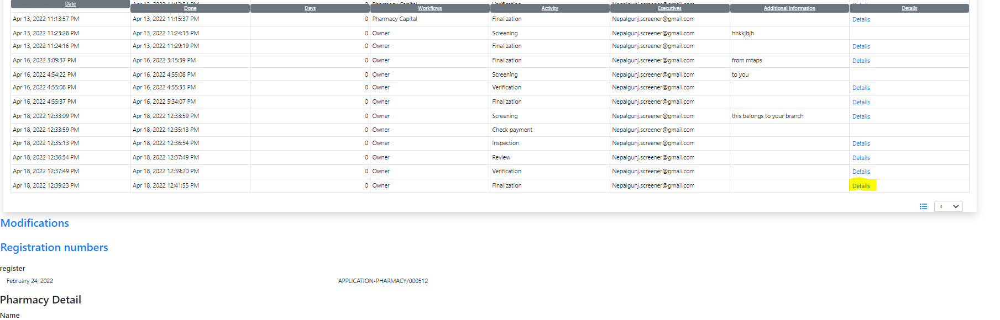 Date Done Days Workflows Activity Executives Additional information Details
Apr 13, 2022 11:13:57 PM Apr 13, 2022 11:15:37 PM 0 Pharmacy Capital Finalization Nepalgunj.screener@gmail.com Details
Apr 13, 2022 11:23:28 PM Apr 13, 2022 11:24:13 PM 0 Owner Screening Nepalgunj.screener@gmail.com hhkkjbjh
Apr 13, 2022 11:24:16 PM Apr 13, 2022 11:29:19 PM 0 Owner Finalization Nepalgunj.screener@gmail.com Details
Apr 16, 2022 3:09:37 PM Apr 16, 2022 3:15:39 PM 0 Owner Finalization Nepalgunj.screener@gmail.com from mtaps Details
Apr 16, 2022 4:54:22 PM Apr 16, 2022 4:55:08 PM 0 Owner Screening Nepalgunj.screener@gmail.com to you
Apr 16, 2022 4:55:08 PM Apr 16, 2022 4:55:33 PM 0 Owner Verification Nepalgunj.screener@gmail.com Details
Apr 16, 2022 4:55:37 PM Apr 16, 2022 5:34:07 PM 0 Owner Finalization Nepalgunj.screener@gmail.com Details
Apr 18, 2022 12:33:09 PM Apr 18, 2022 12:33:59 PM 0 Owner Screening Nepalgunj.screener@gmail.com this belongs to your branch Details
Apr 18, 2022 12:33:59 PM Apr 18, 2022 12:35:13 PM 0 Owner Check payment Nepalgunj.screener@gmail.com
Apr 18, 2022 12:35:13 PM Apr 18, 2022 12:36:54 PM 0 Owner Inspection Nepalgunj.screener@gmail.com Details
Apr 18, 2022 12:36:54 PM Apr 18, 2022 12:37:49 PM 0 Owner Review Nepalgunj.screener@gmail.com Details
Apr 18, 2022 12:37:49 PM Apr 18, 2022 12:39:20 PM 0 Owner Verification Nepalgunj.screener@gmail.com Details
Apr 18, 2022 12:39:23 PM Apr 18, 2022 12:41:55 PM 0 Owner Finalization Nepalgunj.screener@gmail.com Details
4
Modifications
Registration numbers
register
February 24, 2022 APPLICATION-PHARMACY/000512
Pharmacy Detail
Name